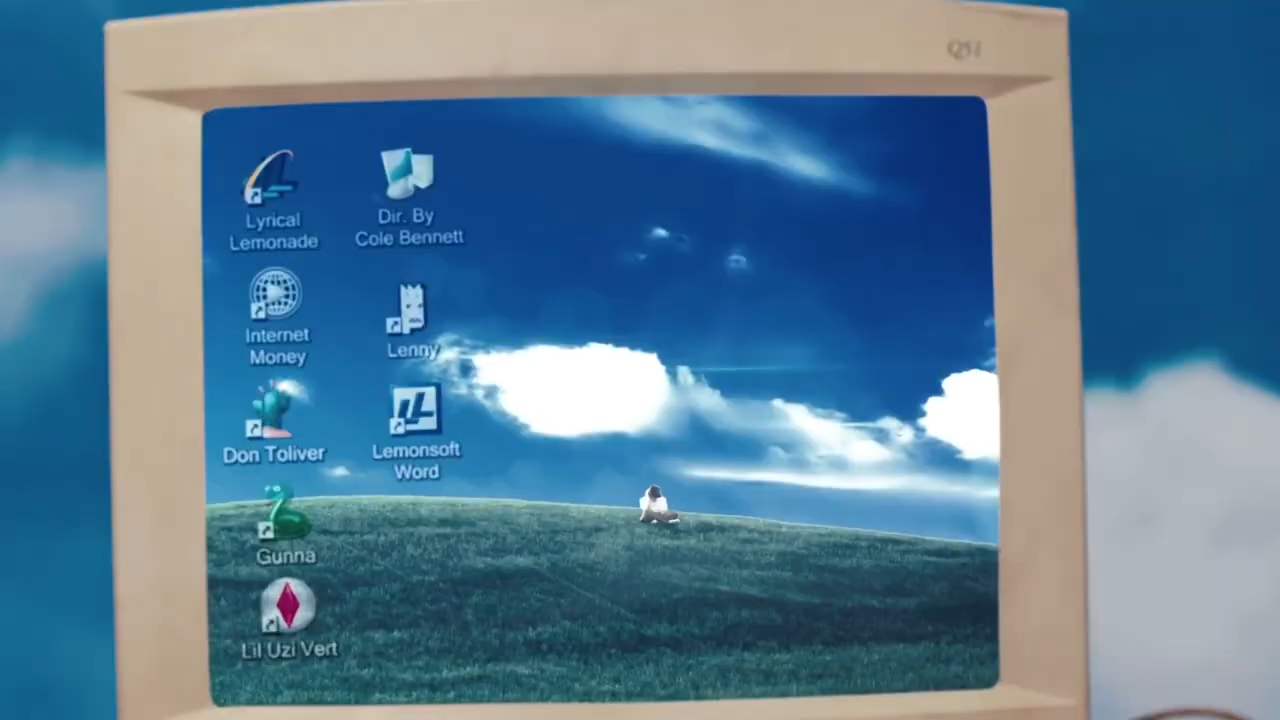 Q51
Lyrical
Lemonade
Dir. By
Cole Bennett
Internet
Money
Lenny
Don Toliver
Lemonsoft
Word
Gunna
Lil Uzi Vert